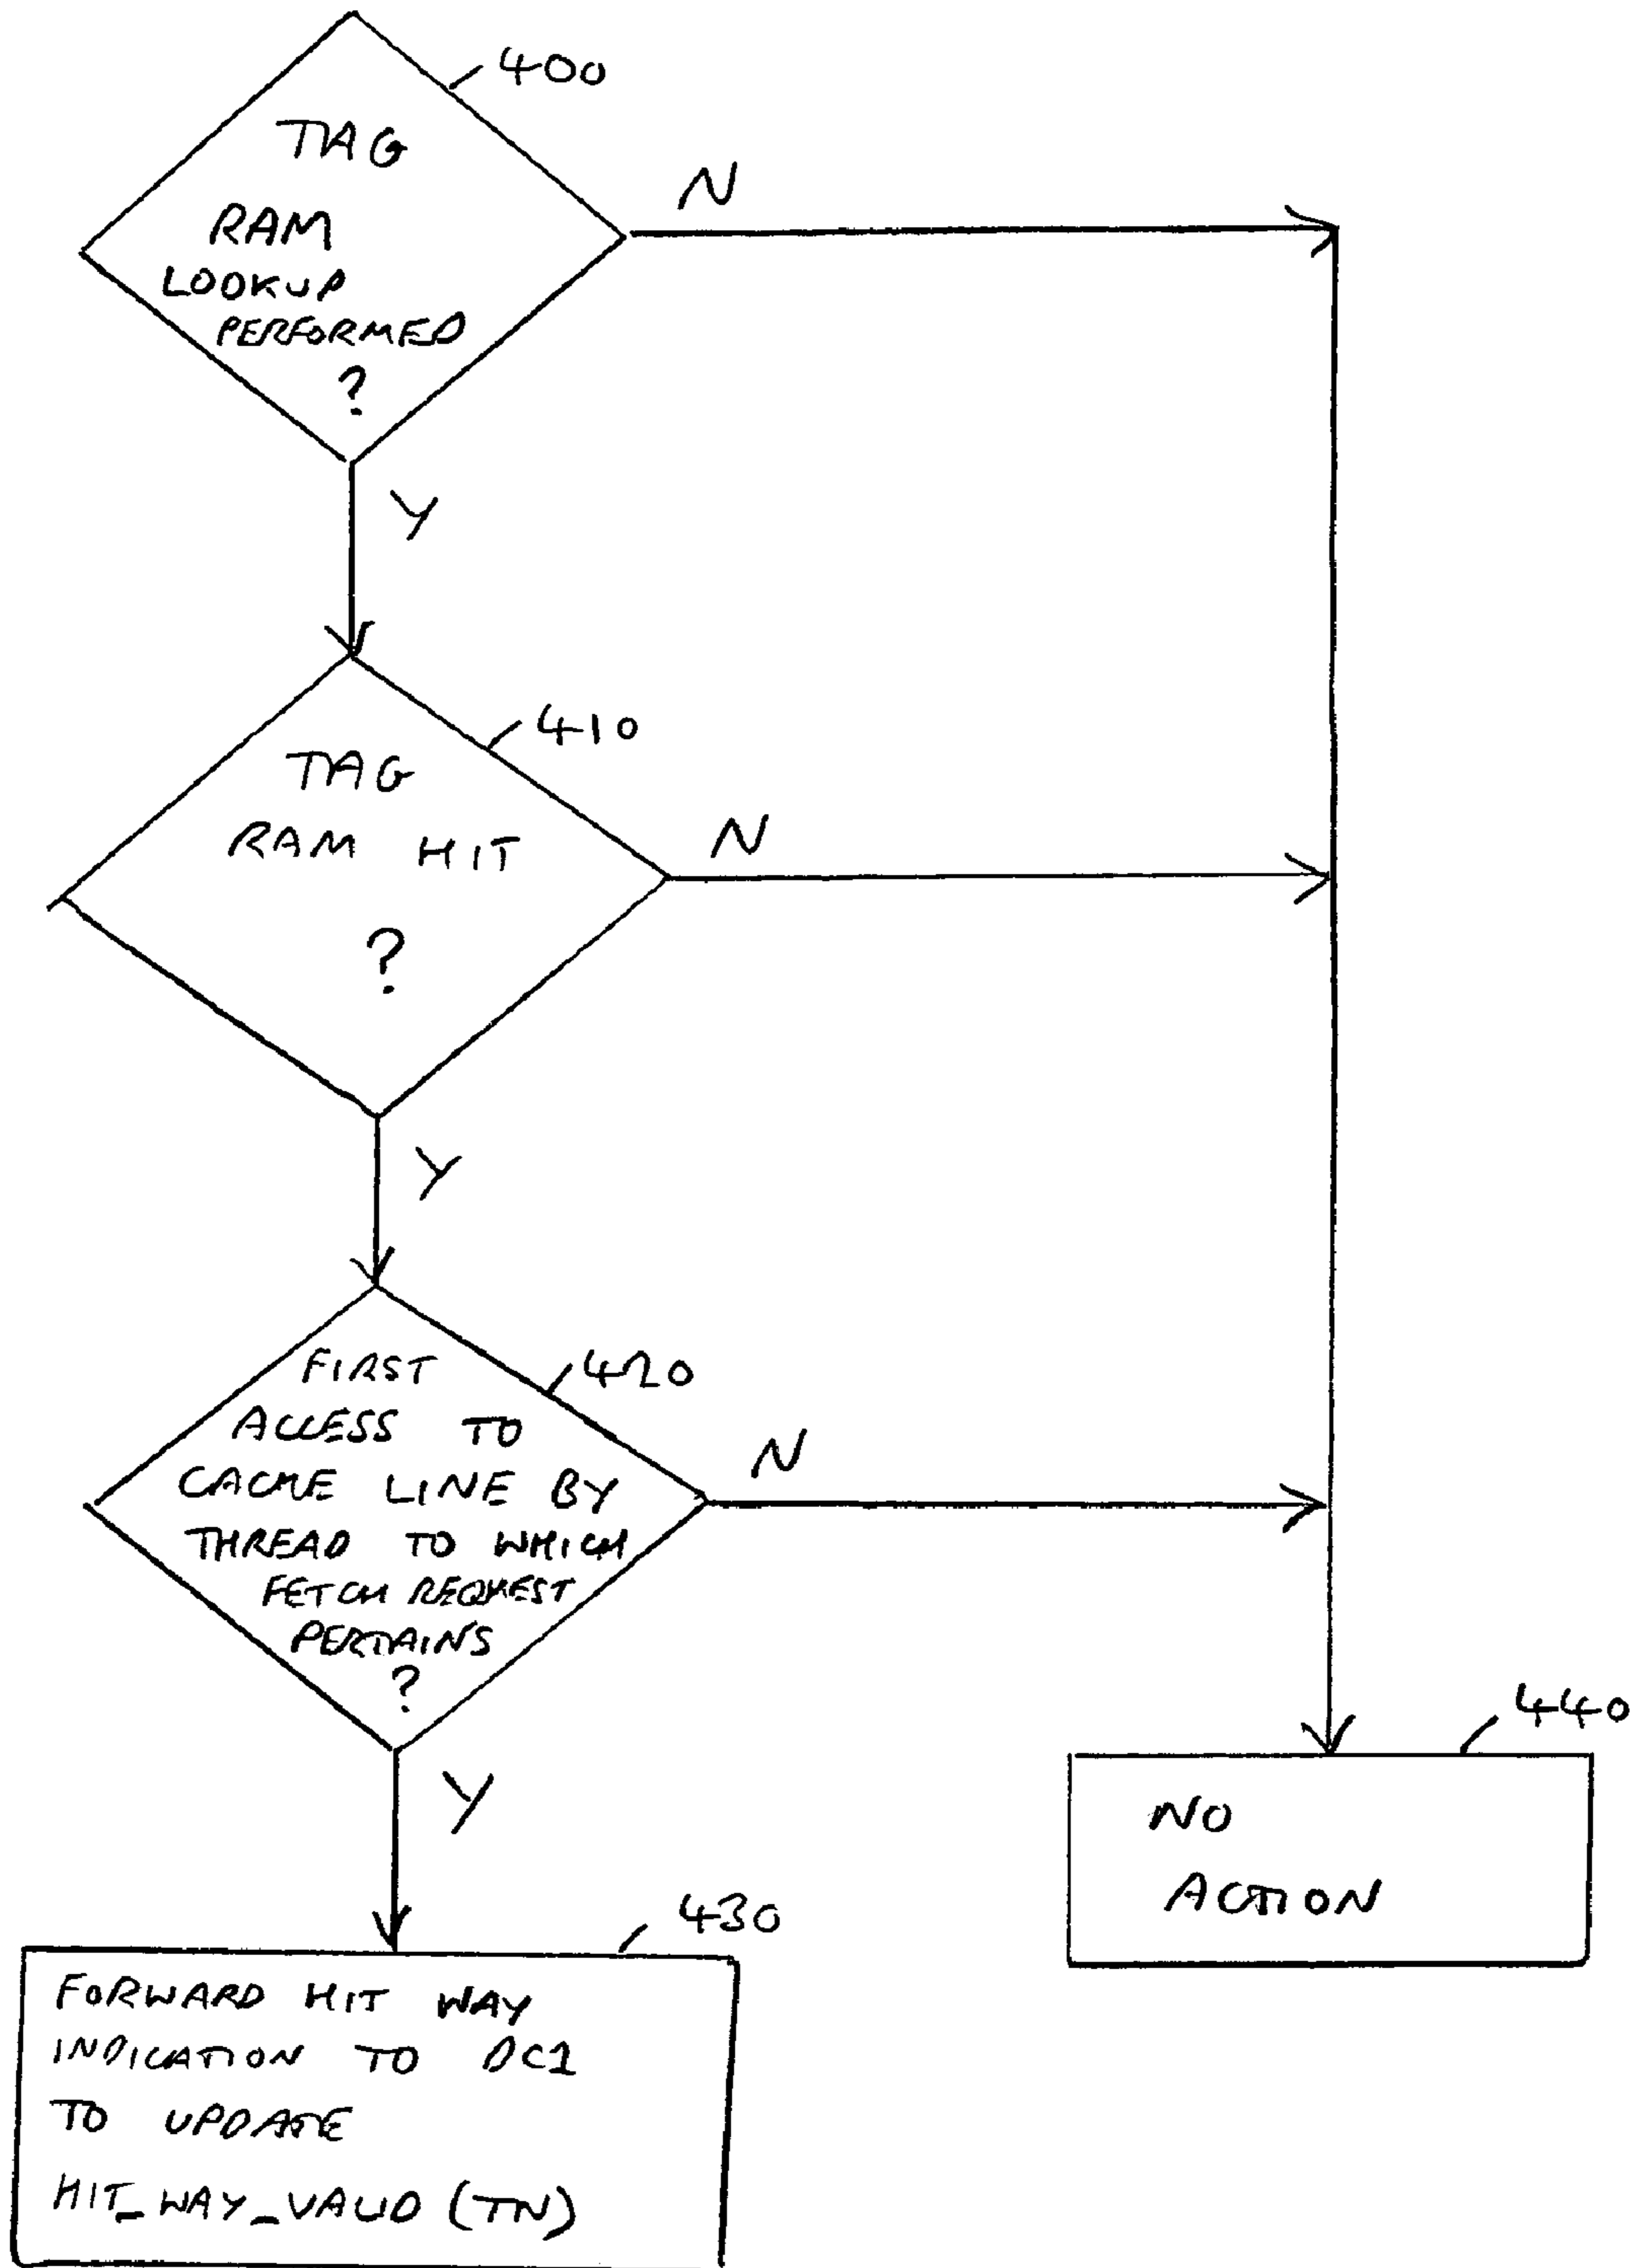 400
TAG
RAM
LOOKUP
PERFORMED
?
N
Y
410
TAG
RAM HIT
?
N
Y
420
FIRST
ACCESS TO
CACHE LINE BY
THREAD TO WHICH
FETCH REQUEST
PERTAINS
?
N
Y
440
NO
ACTION
430
FORWARD HIT WAY
INDICATION TO DC1
TO UPDATE
HIT_WAY_VALID (TN)